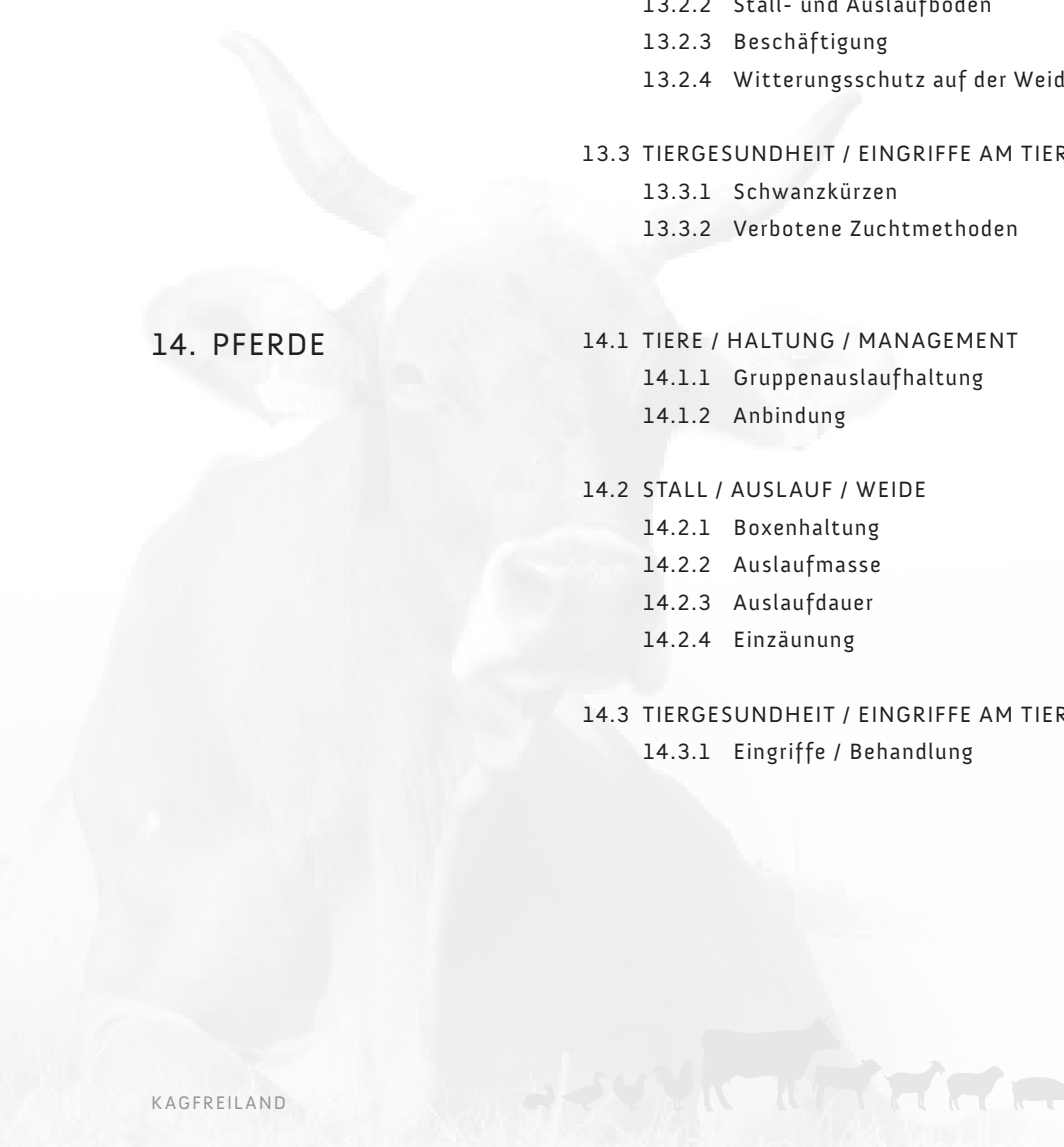 13.2.2 Stall- und Auslaufböden
13.2.3 Beschäftigung
13.2.4 Witterungsschutz auf der
13.3 TIERGESUNDHEIT / EINGRIFFE AM TIER
13.3.1 Schwanzkürzen
13.3.2 Verbotene Zuchtmethoden
14. PFERDE
14.1 TIERE / HALTUNG / MANAGEMENT
14.1.1 Gruppenauslaufhaltung
14.1.2 Anbindung
14.2 STALL / AUSLAUF / WEIDE
14.2.1 Boxenhaltung
14.2.2 Auslaufmasse
14.2.3 Auslaufdauer
14.2.4 Einzäunung
14.3 TIERGESUNDHEIT / EINGRIFFE AM TIER
14.3.1 Eingriffe / Behandlung
KAGFREILAND